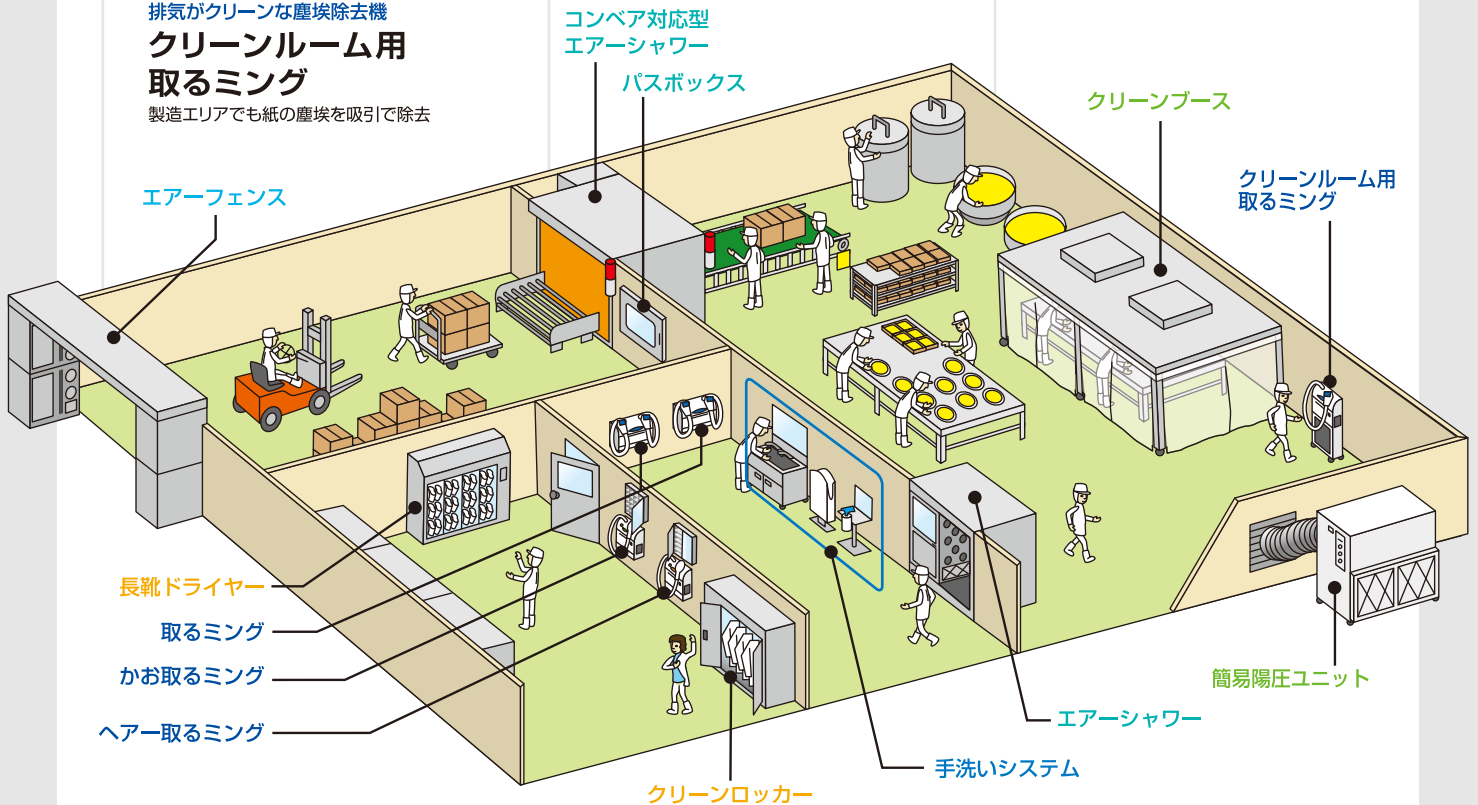 排気がクリーンな塵埃除去機
クリーンルーム用
取るミング
製造エリアでも紙の塵埃を吸引で除去
コンベア対応型
エアーシャワー
パスボックス
クリーンブース
クリーンルーム用
取るミング
エアーフェンス
長靴ドライヤー
取るミング
かお取るミング
ヘアー取るミング
クリーンロッカー
手洗いシステム
エアーシャワー
簡易陽圧ユニット